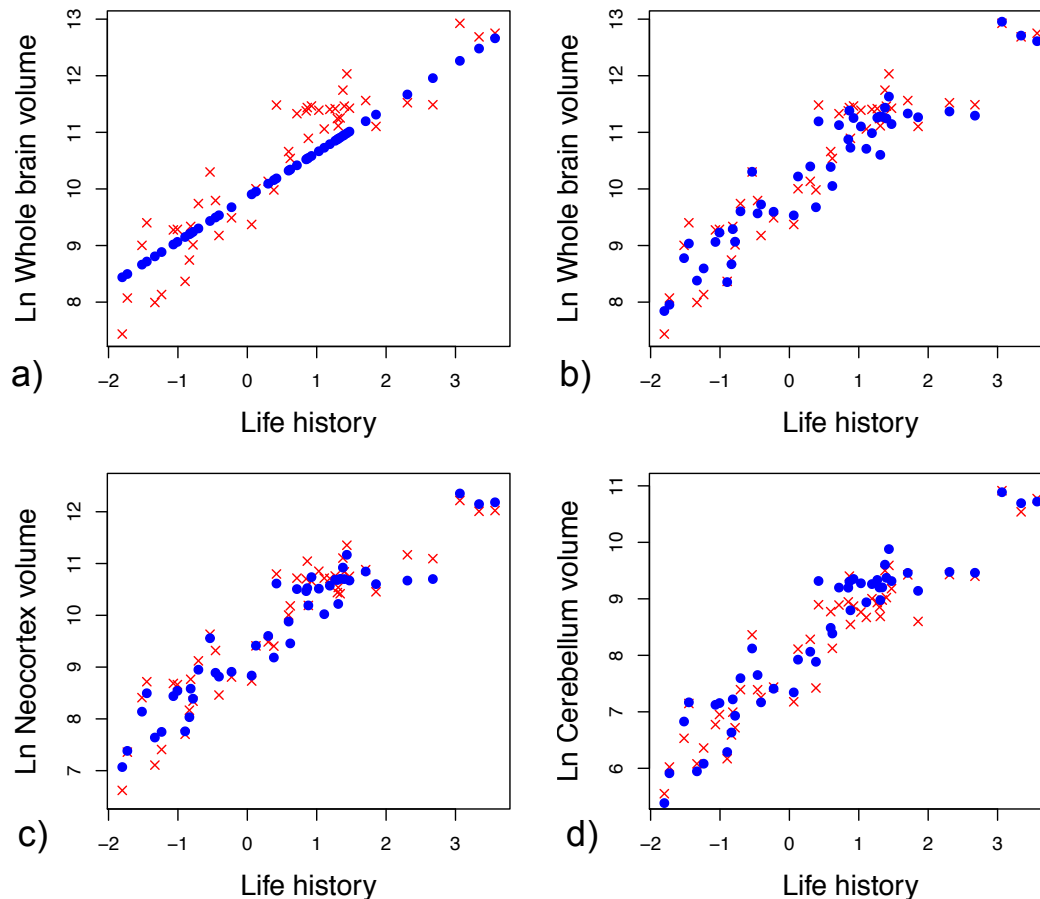 Ln Whole brain volume
13
12
11
10
9
8
−2 −1 0 1 2 3
Life history
a)
Ln Whole brain volume
13
12
11
10
9
8
−2 −1 0 1 2 3
Life history
b)
Ln Neocortex volume
12
11
10
9
8
7
−2 −1 0 1 2 3
Life history
c)
Ln Cerebellum volume
11
10
9
8
7
6
−2 −1 0 1 2 3
Life history
d)